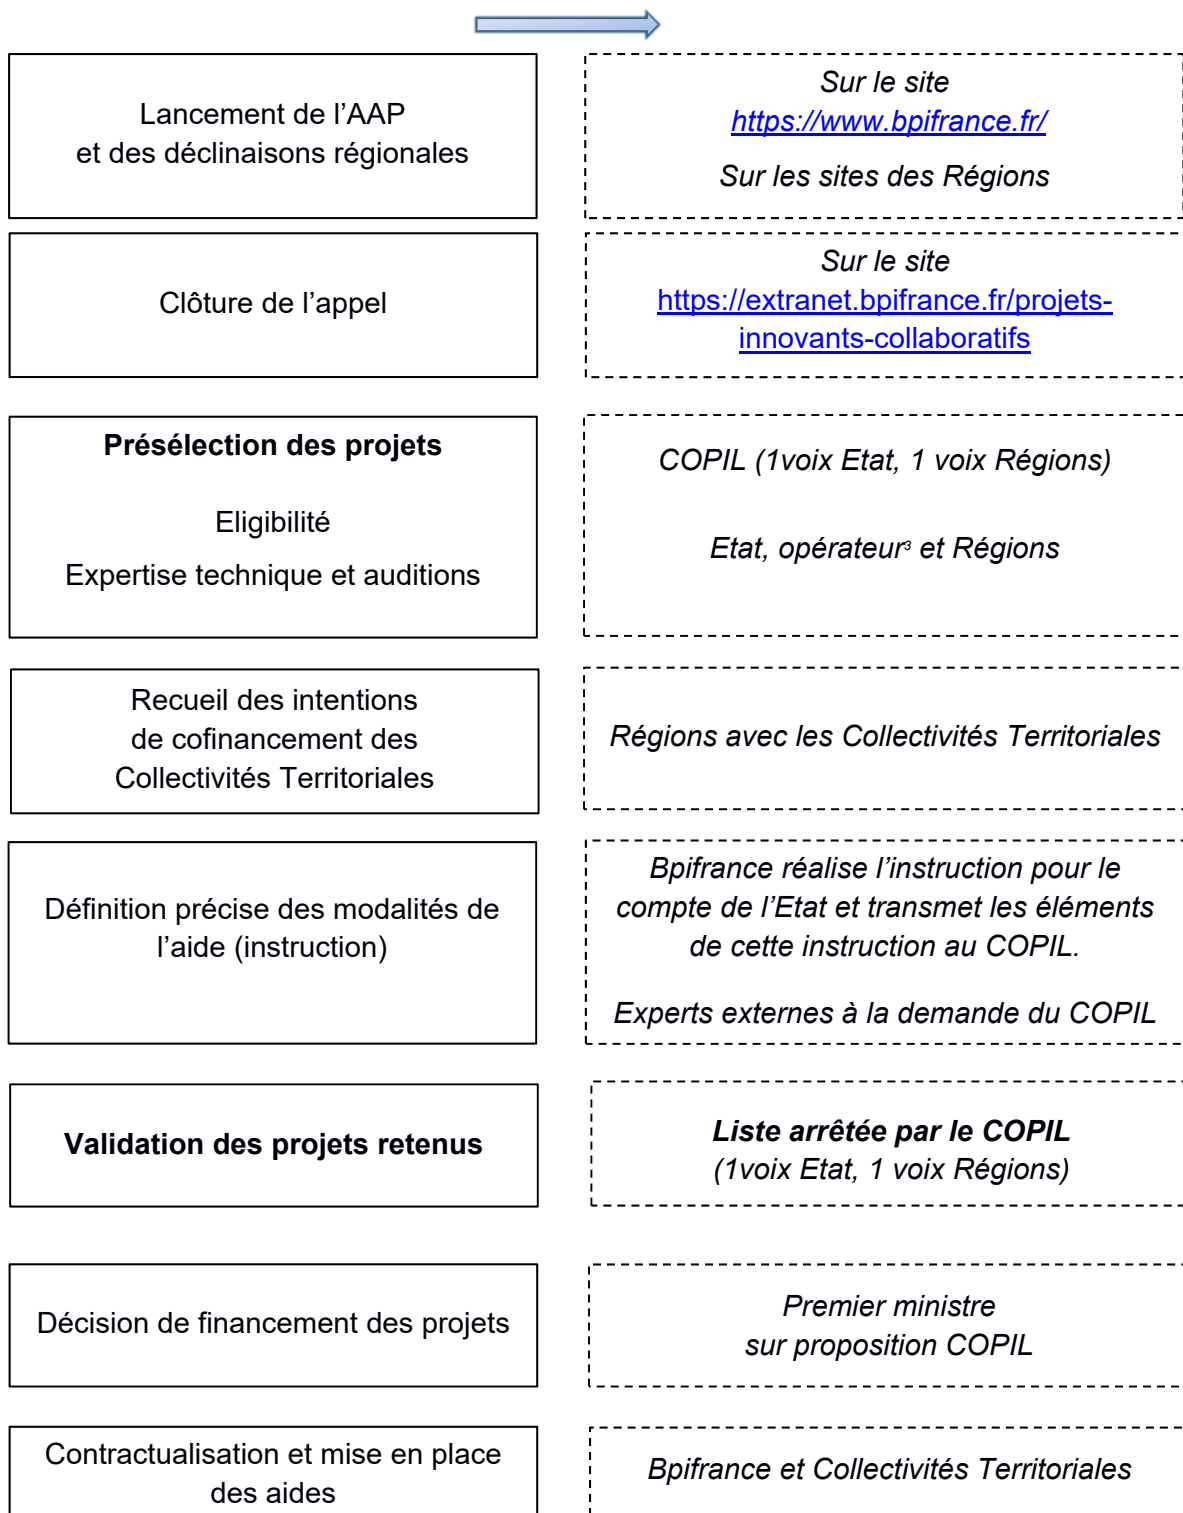 Lancement de l’AAP
et des déclinaisons régionales
Sur le site
https://www.bpifrance.fr/
Sur les sites des Régions
Clôture de l’appel
Sur le site
https://extranet.bpifrance.fr/projets-
innovants-collaboratifs
Présélection des projets
Eligibilité
Expertise technique et auditions
COPIL (1voix Etat, 1 voix Régions)
Etat, opérateur³ et Régions
Recueil des intentions
de cofinancement des
Collectivités Territoriales
Régions avec les Collectivités Territoriales
Définition précise des modalités de
l’aide (instruction)
Bpifrance réalise l’instruction pour le
compte de l’Etat et transmet les éléments
de cette instruction au COPIL.
Experts externes à la demande du COPIL
Validation des projets retenus
Liste arrêtée par le COPIL
(1voix Etat, 1 voix Régions)
Décision de financement des projets
Premier ministre
sur proposition COPIL
Contractualisation et mise en place
des aides
Bpifrance et Collectivités Territoriales